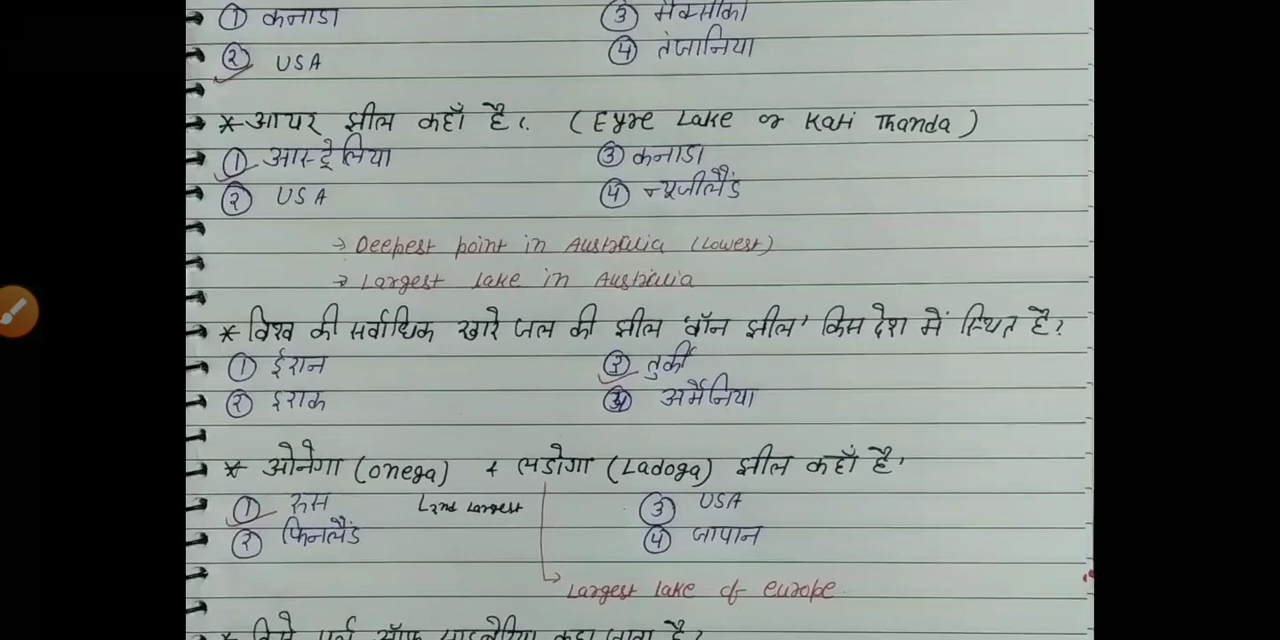 ① कनाडा ③ मैक्सीको
② USA ④ तंजानिया
* आयर झील कहाँ है। (Eyre Lake or Kati Thanda)
① आस्ट्रेलिया ③ कनाडा
② USA ④ न्यूजीलैंड
→ Deepest point in Australia (Lowest)
→ Largest lake in Australia
* विश्व की सर्वाधिक खारे जल की झील 'वॉन झील' किस देश में स्थित है?
① ईरान ③ तुर्की
② इराक ④ अर्मेनिया
* ओनेगा (Onega) + लडोगा (Ladoga) झील कहाँ है।
① रूस 2nd Largest ③ USA
② फिनलैंड ④ जापान
Largest lake of europe.